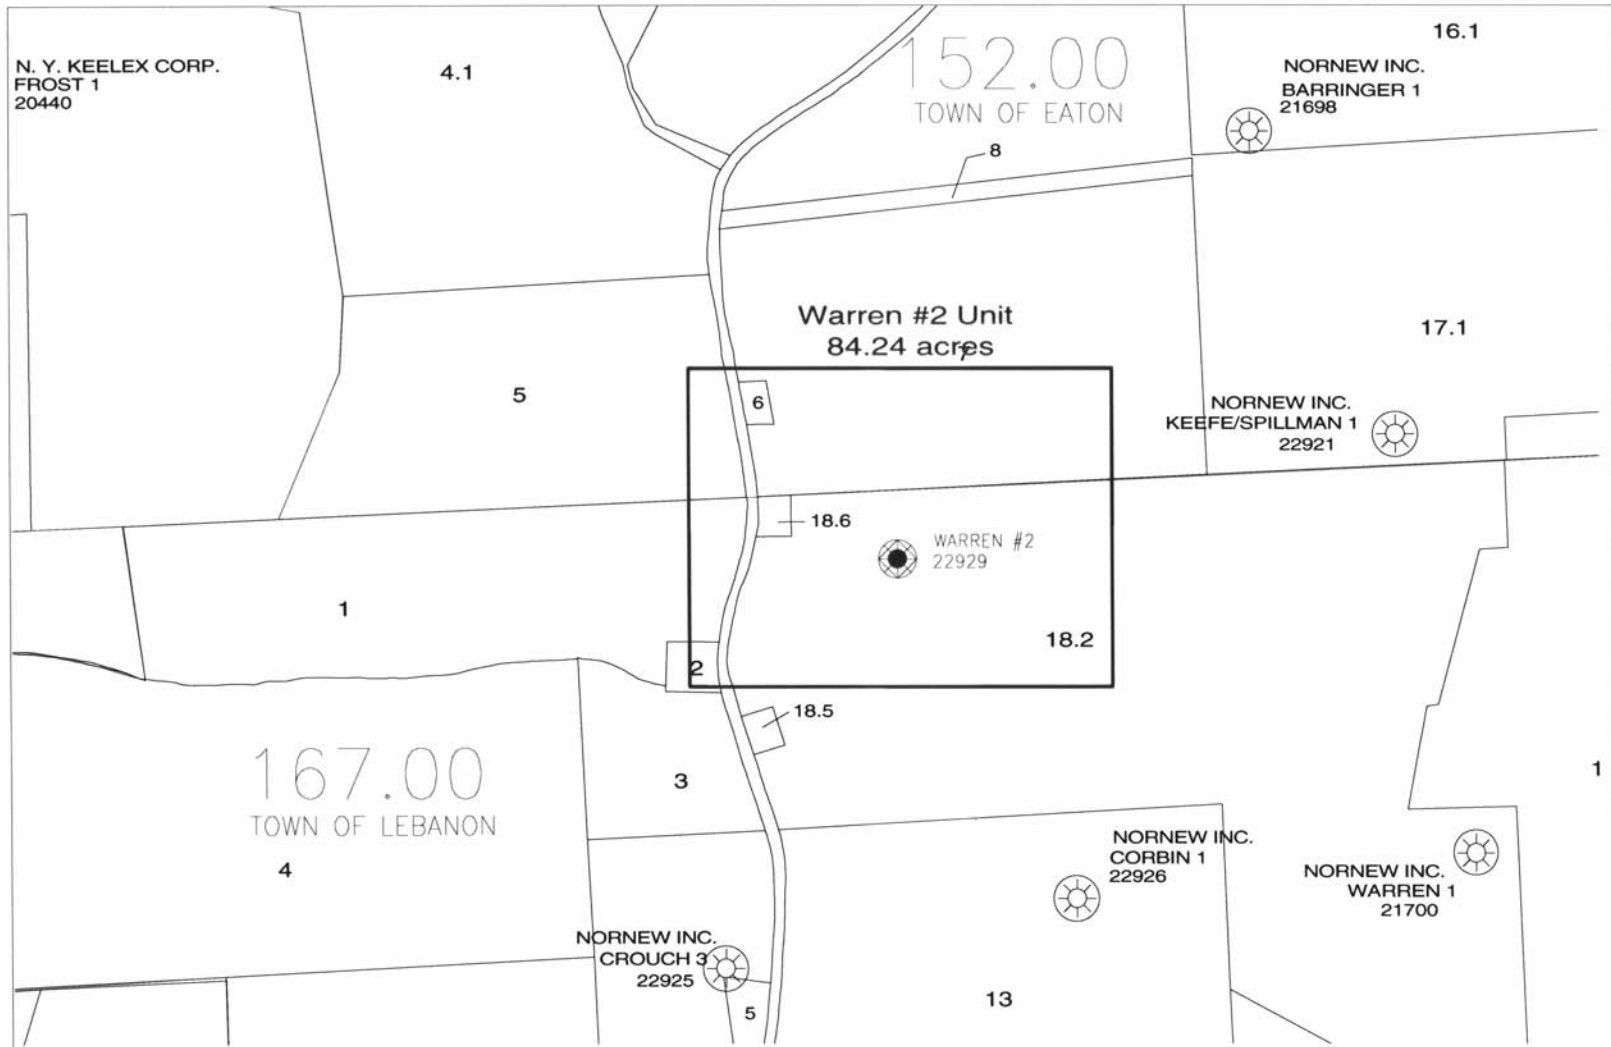 16.1
152.00
TOWN OF EATON
N. Y. KEELEX CORP.
FROST 1
20440
4.1
NORNEW INC.
BARRINGER 1
21698
8
Warren #2 Unit
84.24 acres
7
17.1
5
6
NORNEW INC.
KEEFE/SPILLMAN 1
22921
18.6
WARREN #2
22929
1
18.2
2
18.5
167.00
TOWN OF LEBANON
3
1
4
NORNEW INC.
CORBIN 1
22926
NORNEW INC.
WARREN 1
21700
NORNEW INC.
CROUCH 3
22925
13
5